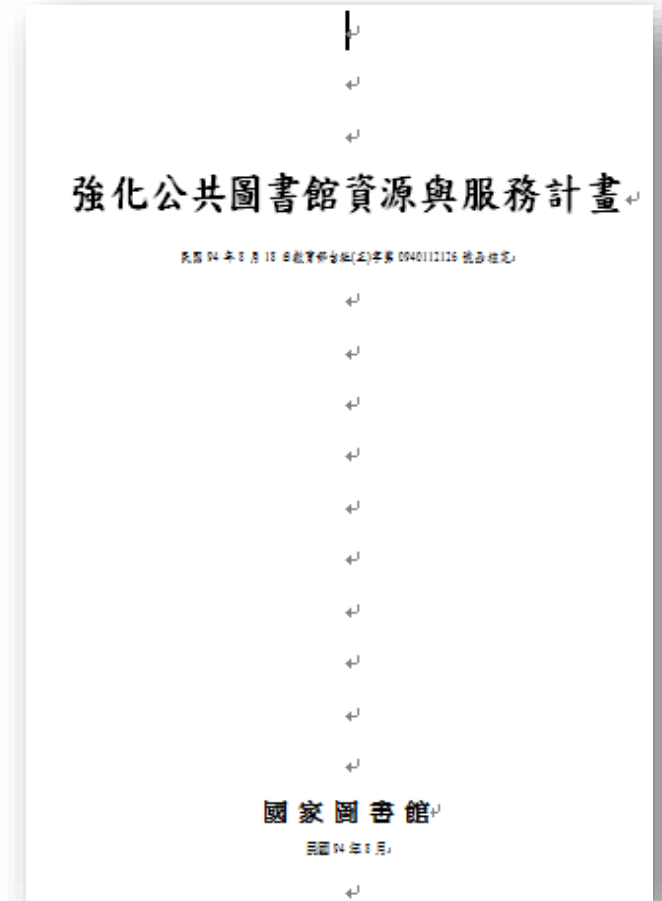 強化公共圖書館資源與服務計畫
民國 94 年 8 月 18 日教育部台社(三)字第 0940112126 號函核定
國家圖書館
民國 94 年 8 月